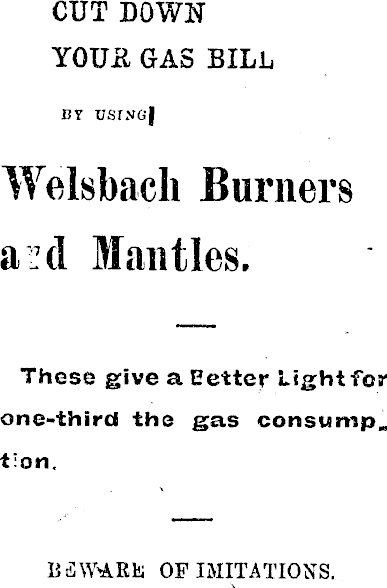 CUT DOWN
YOUR GAS BILL
BY USING
Welsbach Burners
and Mantles.
These give a Better Light for
one-third the gas consump-
tion.
BEWARE OF IMITATIONS.